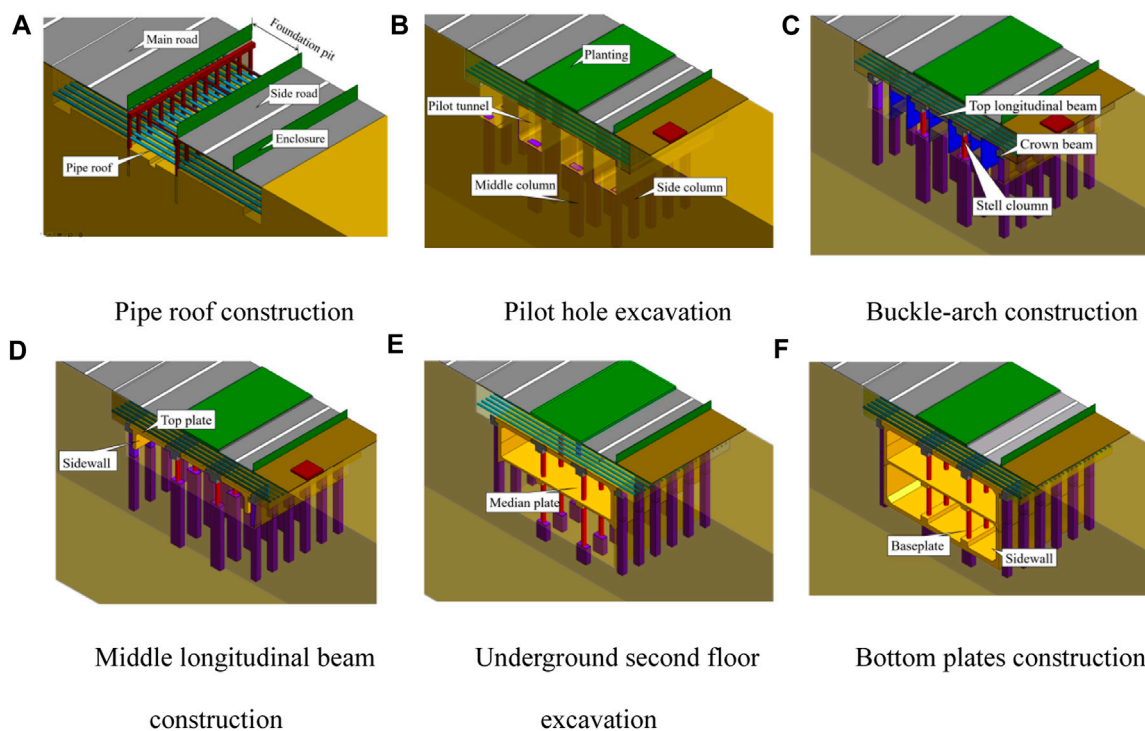 A
Main road
Foundation pit
Side road
Enclosure
Pipe roof
Pipe roof construction
B
Planting
Pilot tunnel
Middle column
Side column
Pilot hole excavation
C
Top longitudinal beam
Crown beam
Stell cloumn
Buckle-arch construction
D
Top plate
Sidewall
Middle longitudinal beam
construction
E
Median plate
Underground second floor
excavation
F
Baseplate
Sidewall
Bottom plates construction